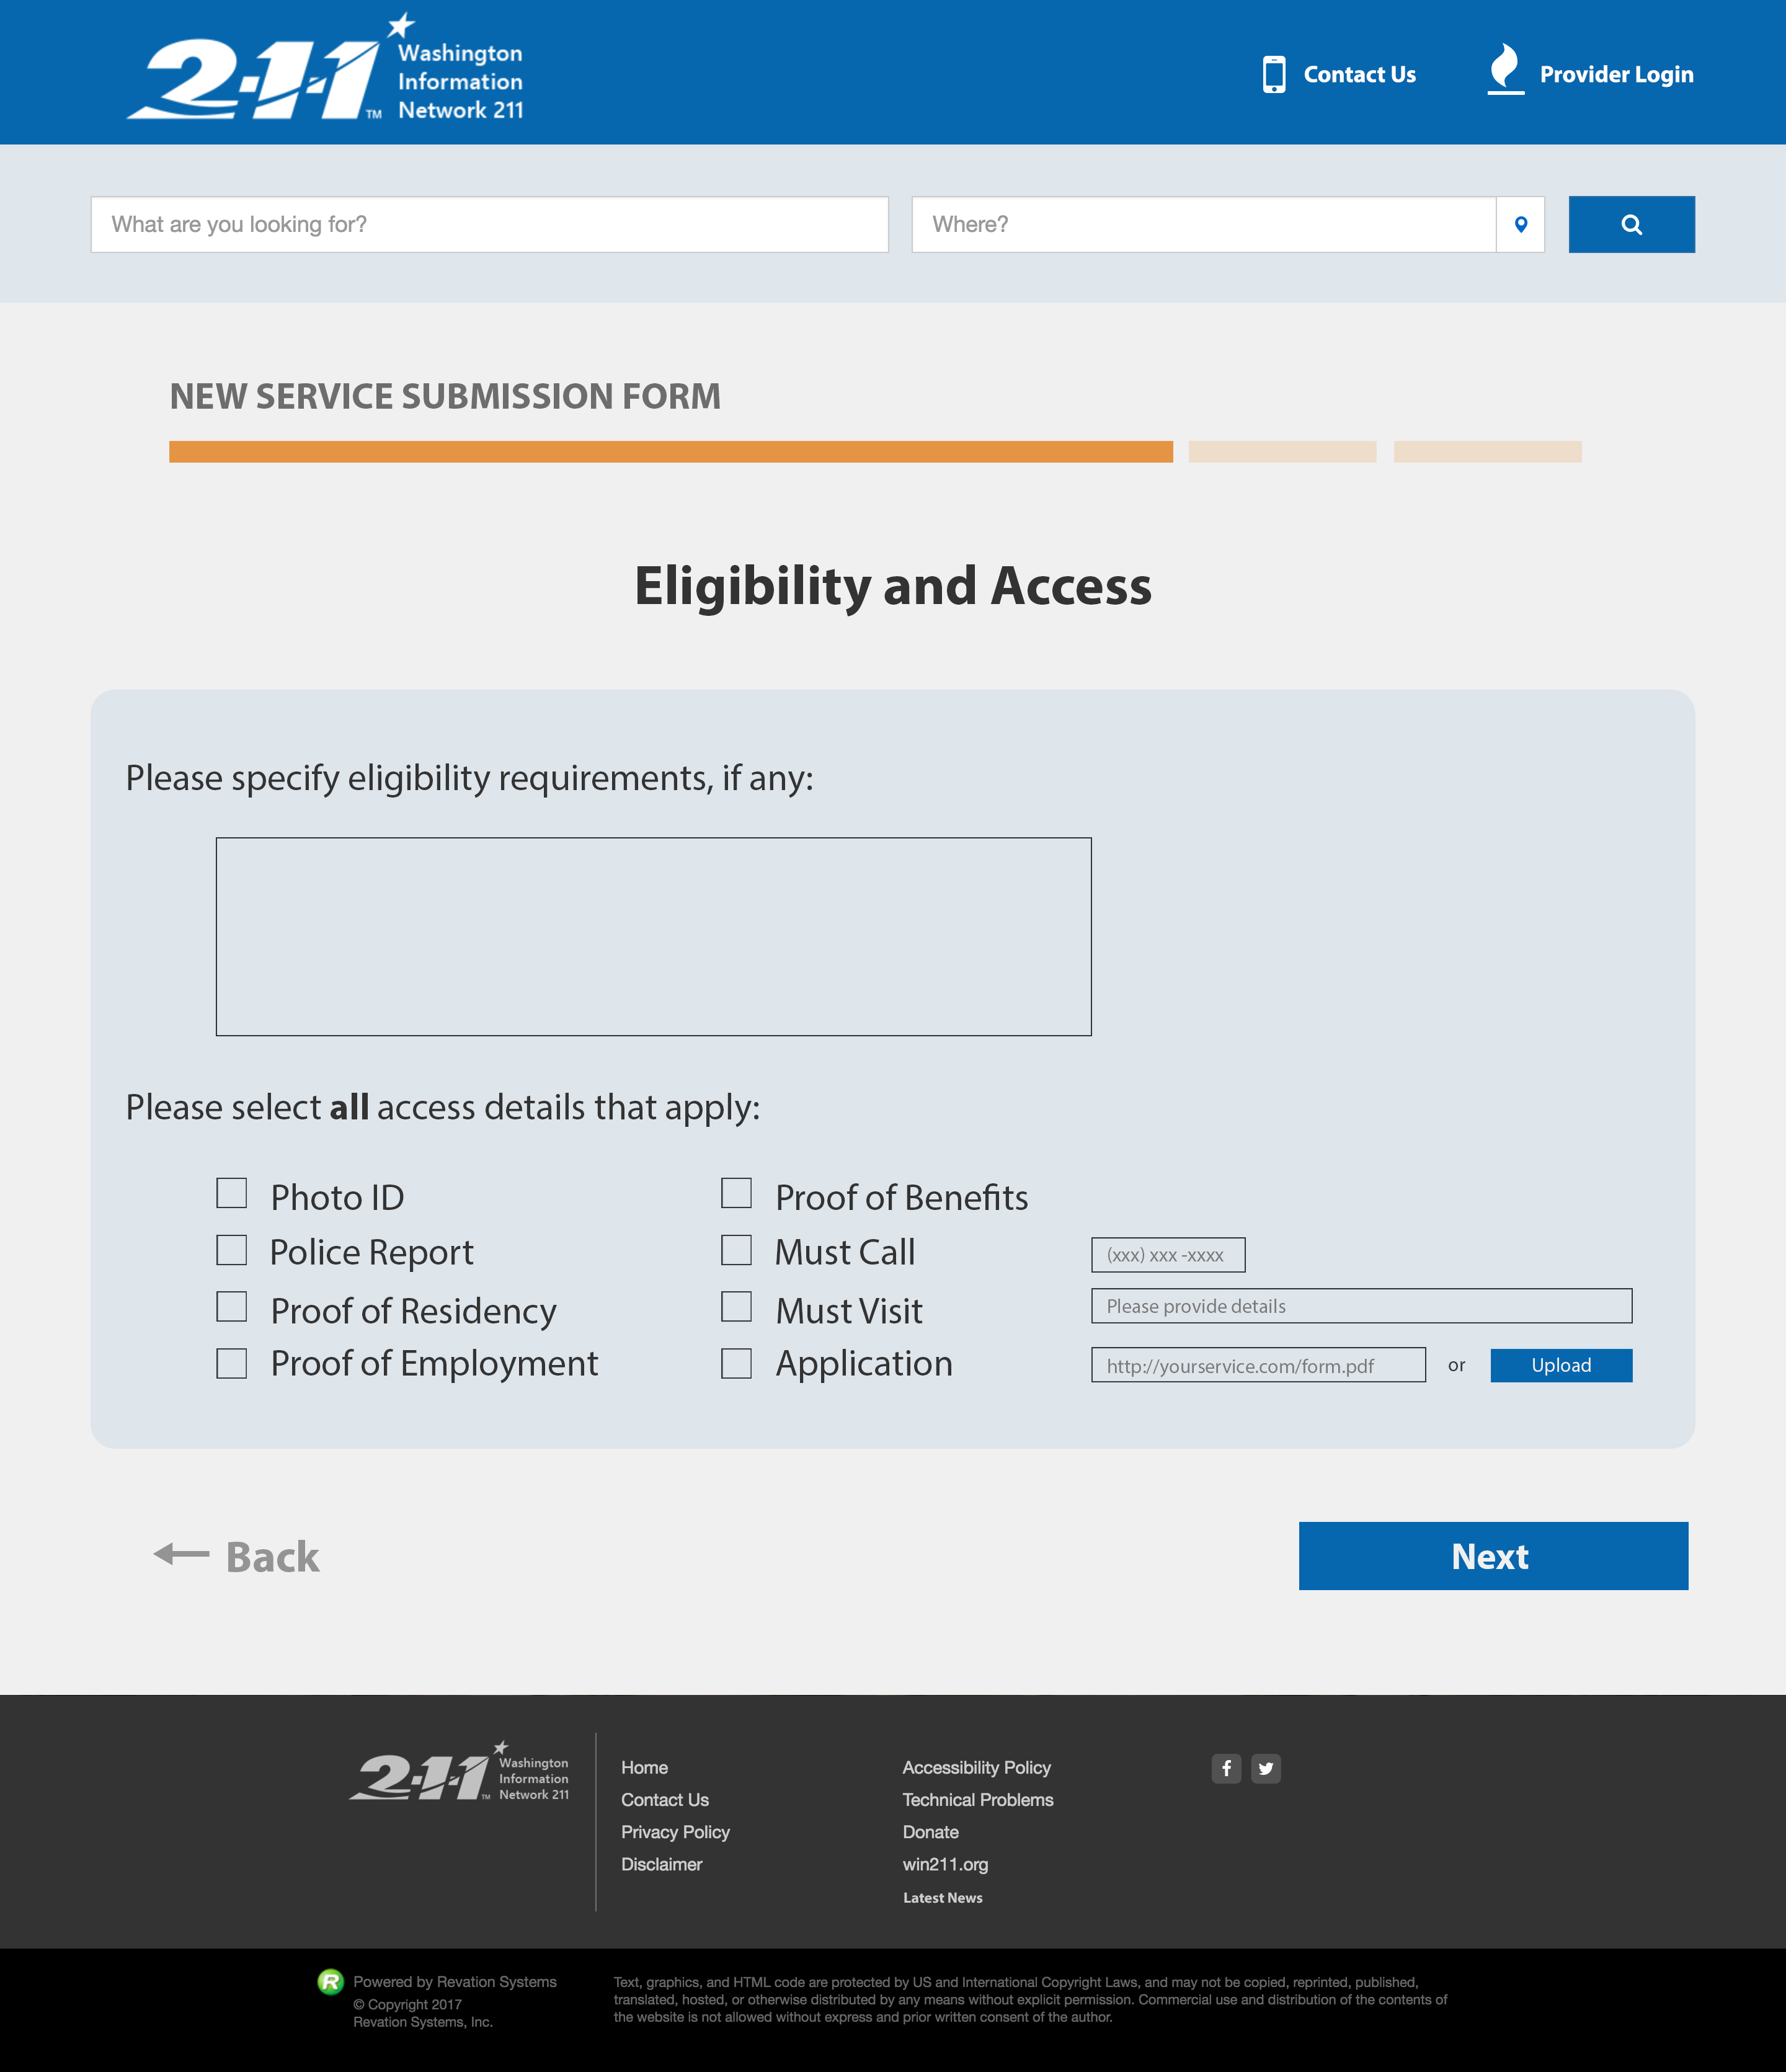 2-1-1 TM
Washington
Information
Network 211
Contact Us
Provider Login
What are you looking for?
Where?
NEW SERVICE SUBMISSION FORM
Eligibility and Access
Please specify eligibility requirements, if any:
Please select all access details that apply:
Photo ID
Proof of Benefits
Police Report
Must Call
(xxx) xxx -xxxx
Proof of Residency
Must Visit
Please provide details
Proof of Employment
Application
http://yourservice.com/form.pdf
or
Upload
Back
Next
2-1-1 TM
Washington
Information
Network 211
Home
Contact Us
Privacy Policy
Disclaimer
Accessibility Policy
Technical Problems
Donate
win211.org
Latest News
f
R
Powered by Revation Systems
© Copyright 2017
Revation Systems, Inc.
Text, graphics, and HTML code are protected by US and International Copyright Laws, and may not be copied, reprinted, published,
translated, hosted, or otherwise distributed by any means without explicit permission. Commercial use and distribution of the contents of
the website is not allowed without express and prior written consent of the author.